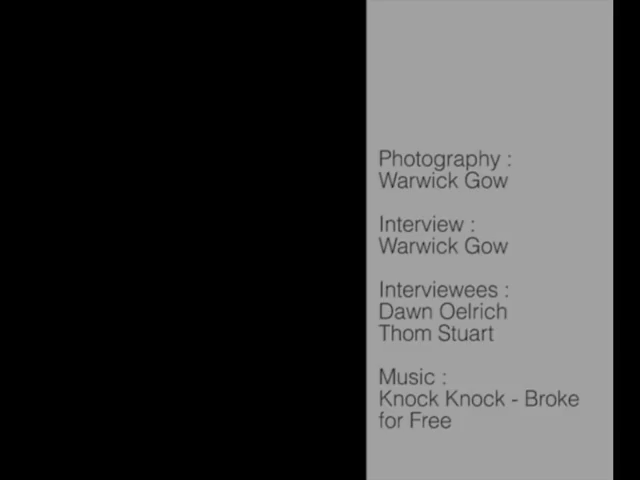 Photography :
Warwick Gow
Interview :
Warwick Gow
Interviewees :
Dawn Oelrich
Thom Stuart
Music :
Knock Knock - Broke
for Free